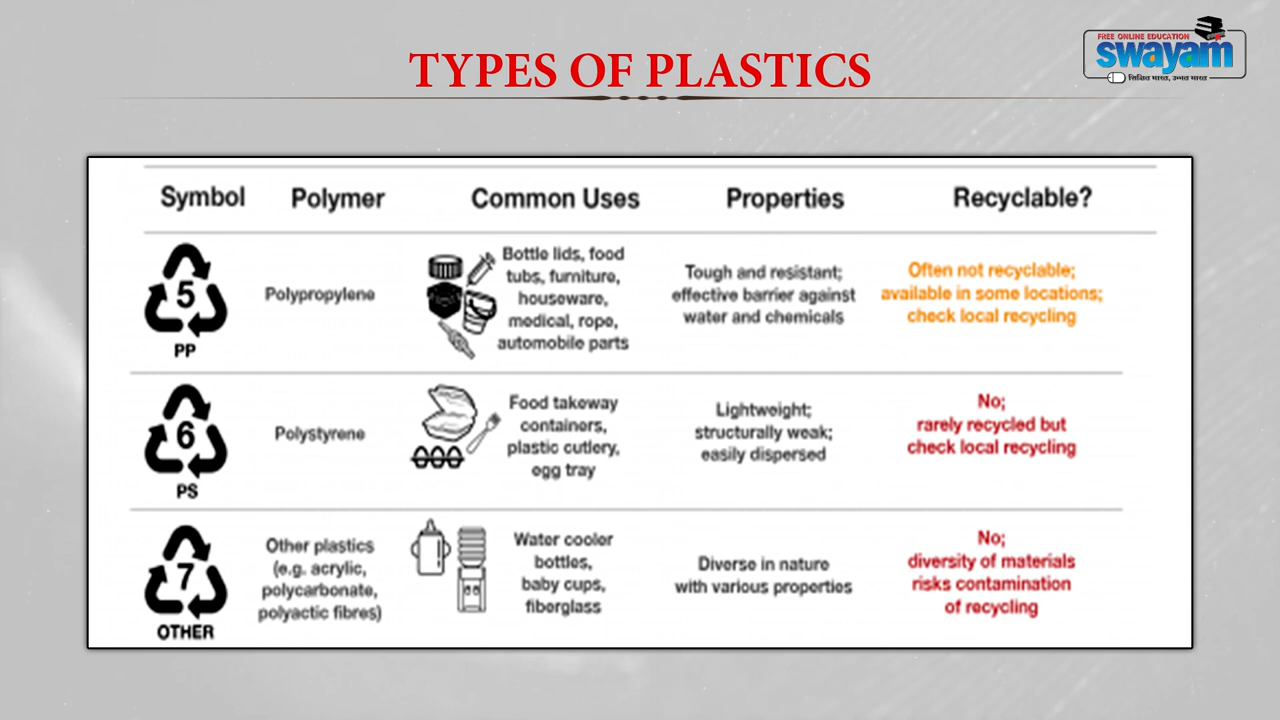 TYPES OF PLASTICS
FREE ONLINE EDUCATION
swayam
शिक्षित भारत, उन्नत भारत
Symbol Polymer Common Uses Properties Recyclable?
5
PP
Polypropylene
Bottle lids, food
tubs, furniture,
houseware,
medical, rope,
automobile parts
Tough and resistant;
effective barrier against
water and chemicals
Often not recyclable;
available in some locations;
check local recycling
6
PS
Polystyrene
Food takeway
containers,
plastic cutlery,
egg tray
Lightweight;
structurally weak;
easily dispersed
No;
rarely recycled but
check local recycling
7
OTHER
Other plastics
(e.g. acrylic,
polycarbonate,
polyactic fibres)
Water cooler
bottles,
baby cups,
fiberglass
Diverse in nature
with various properties
No;
diversity of materials
risks contamination
of recycling